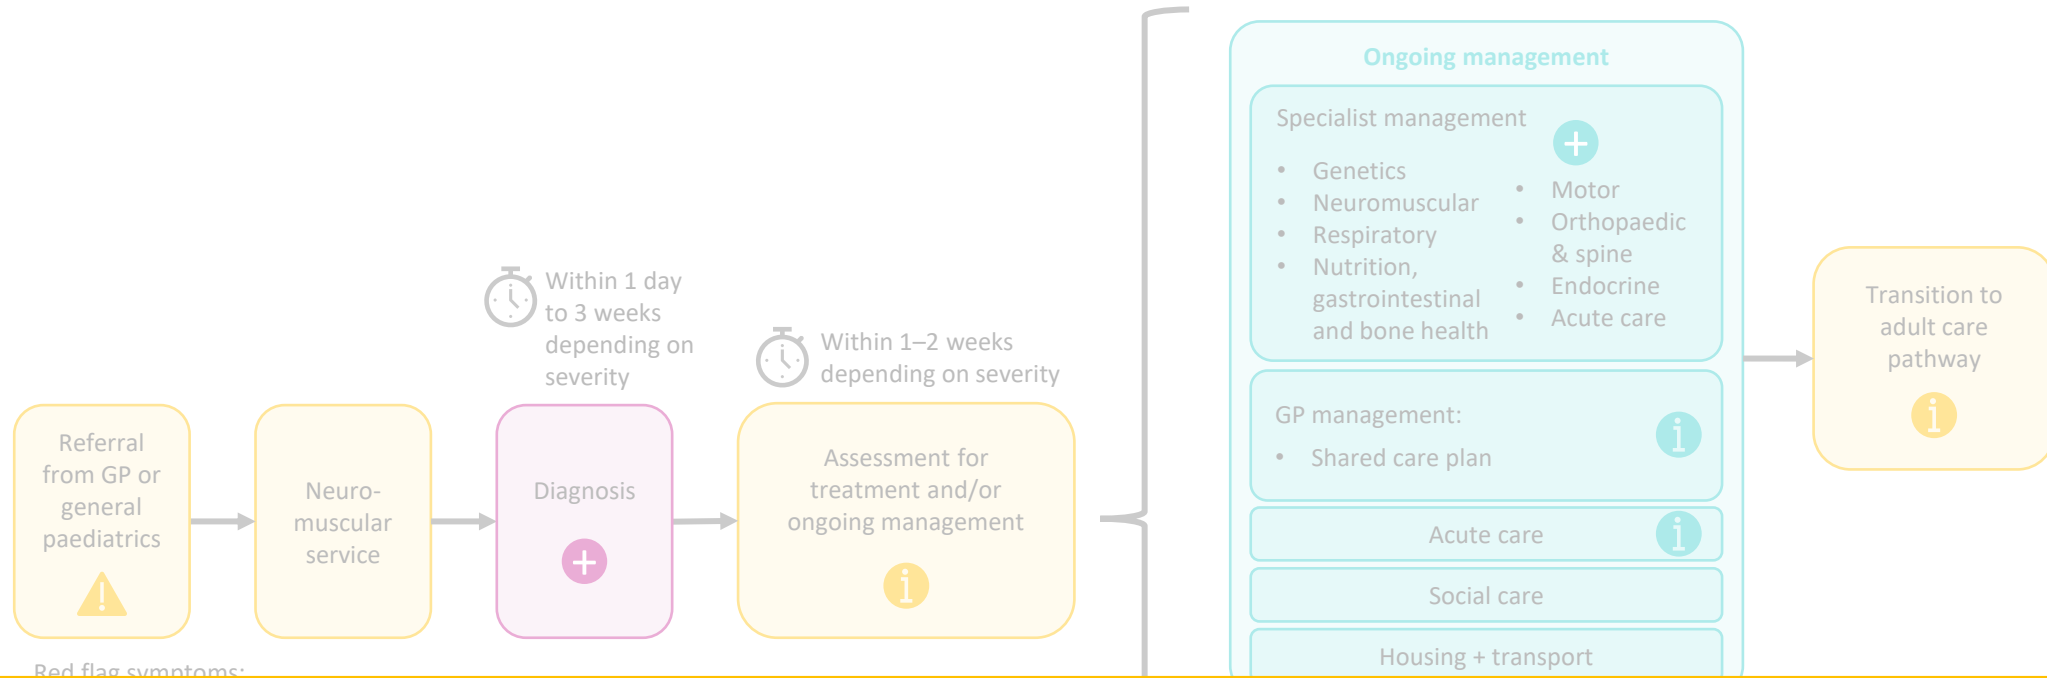 Referral
from GP or
general
paediatrics
Red flag symptoms:
Neuro-
muscular
service
Within 1 day
to 3 weeks
depending on
severity
Diagnosis
Within 1–2 weeks
depending on severity
Assessment for
treatment and/or
ongoing management
Ongoing management
Specialist management
• Genetics
• Neuromuscular
• Respiratory
• Nutrition,
gastrointestinal
and bone health
• Motor
• Orthopaedic
& spine
• Endocrine
• Acute care
GP management:
• Shared care plan
Acute care
Social care
Housing + transport
Transition to
adult care
pathway